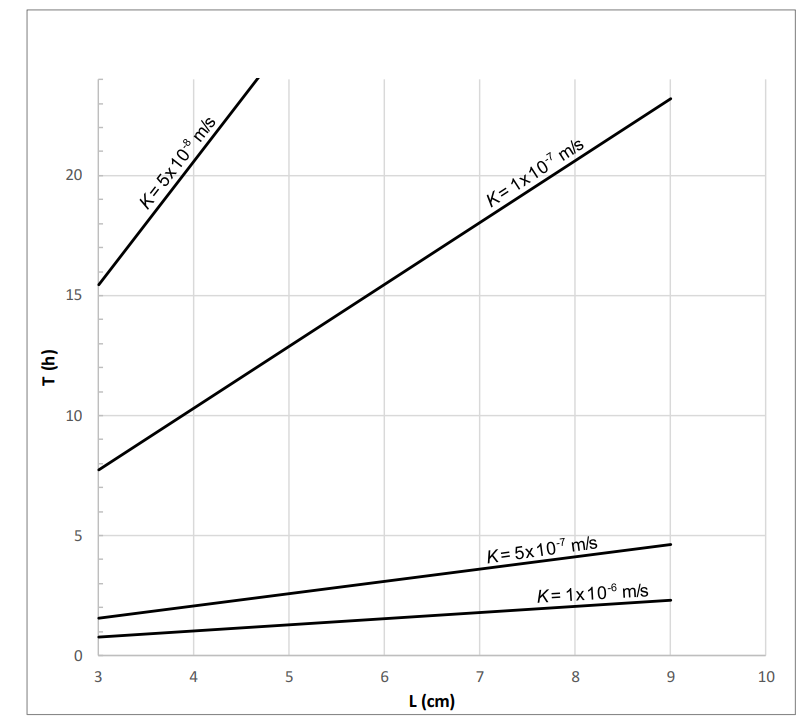 K= 5x10⁻⁸ m/s
K= 1x10⁻⁷ m/s
20
15
T (h)
10
5
K= 5x10⁻⁷ m/s
K= 1x10⁻⁶ m/s
0
3 4 5 6 7 8 9 10
L (cm)